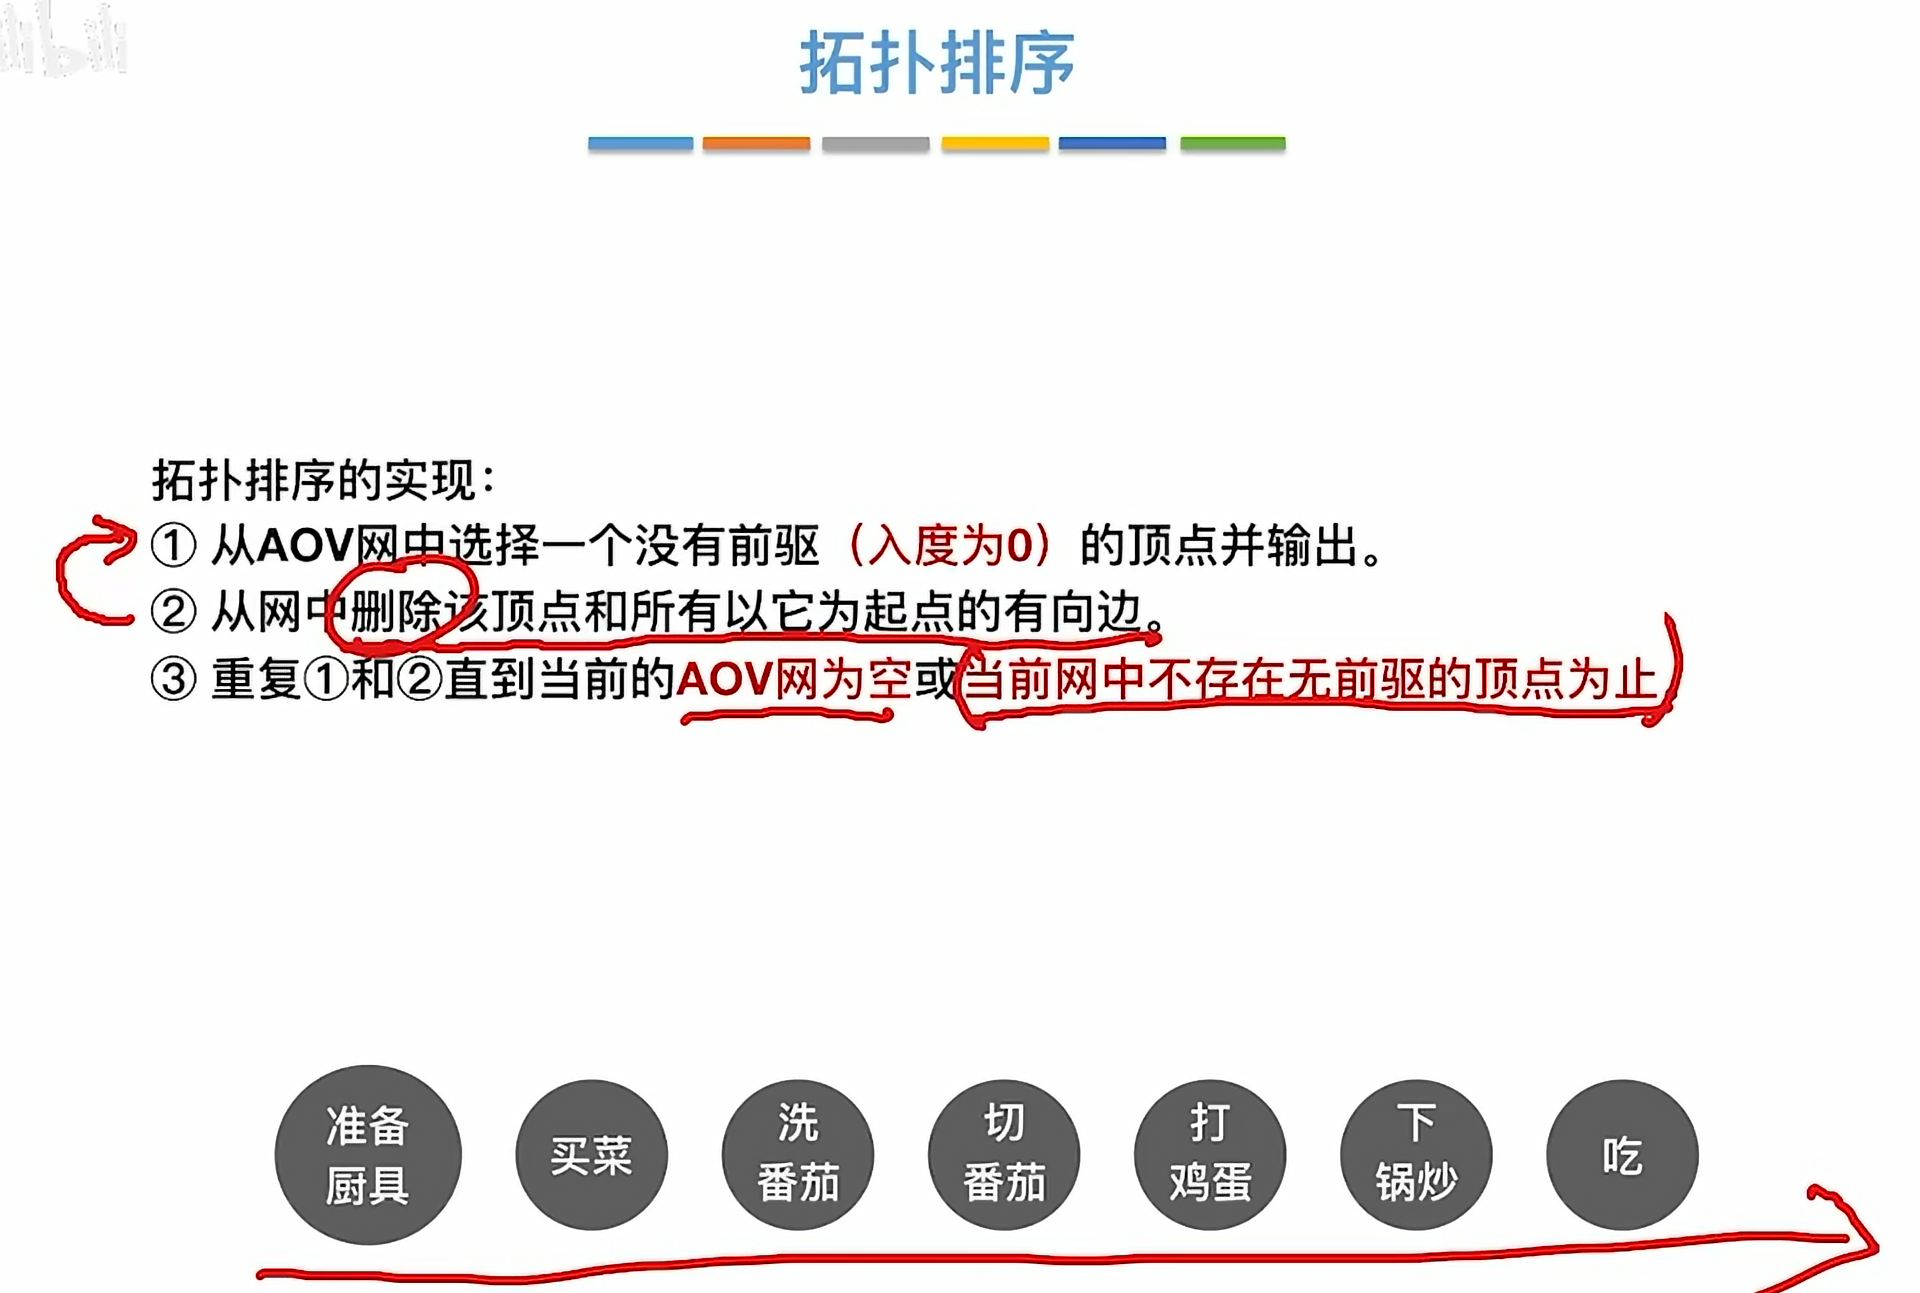 bilibili
拓扑排序
拓扑排序的实现：
① 从AOV网中选择一个没有前驱（入度为0）的顶点并输出。
② 从网中删除该顶点和所有以它为起点的有向边。
③ 重复①和②直到当前的AOV网为空或当前网中不存在无前驱的顶点为止
准备
厨具
买菜
洗
番茄
切
番茄
打
鸡蛋
下
锅炒
吃